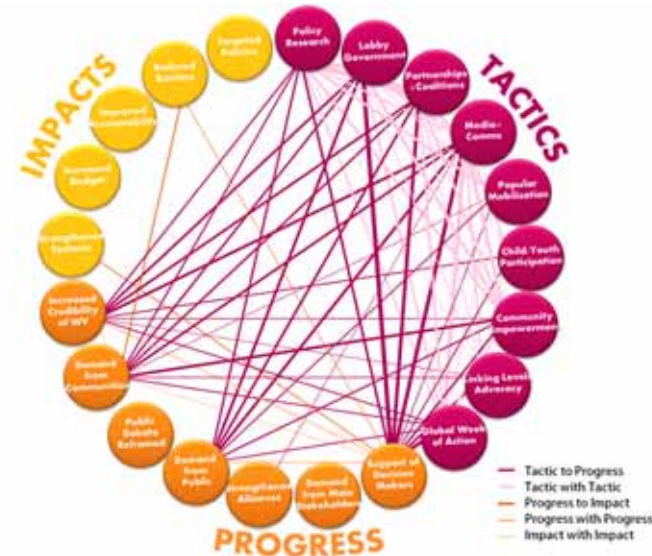 IMPACTS
TACTICS
PROGRESS
Targeted
Policies
Reduced
Barriers
Improved
Accountability
Increased
Budget
Strengthened
Systems
Increased
Credibility
of WV
Demand
from
Communities
Public
Debate
Reframed
Demand
from
Public
Strengthened
Alliances
Demand
from Main
Stakeholders
Support of
Decision
Makers
Global Week
of Action
Linking Levels
Advocacy
Community
Empowerment
Child/Youth
Participation
Popular
Mobilization
Media+
Comms
Partnerships
+Coalitions
Lobby
Government
Policy
Research
Tactic to Progress
Tactic with Tactic
Progress to Impact
Progress with Progress
Impact with Impact